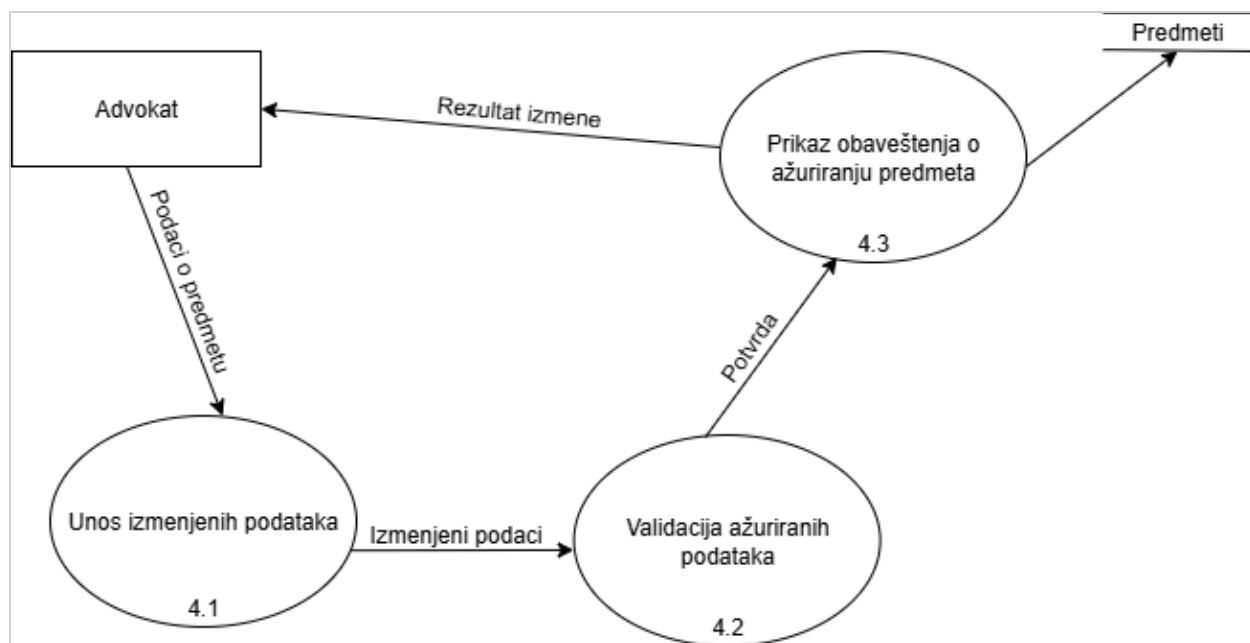 Predmeti
Advokat
Rezultat izmene
Prikaz obaveštenja o
ažuriranju predmeta
4.3
Podaci o predmetu
Potvrda
Unos izmenjenih podataka
4.1
Izmenjeni podaci
Validacija ažuriranih
podataka
4.2